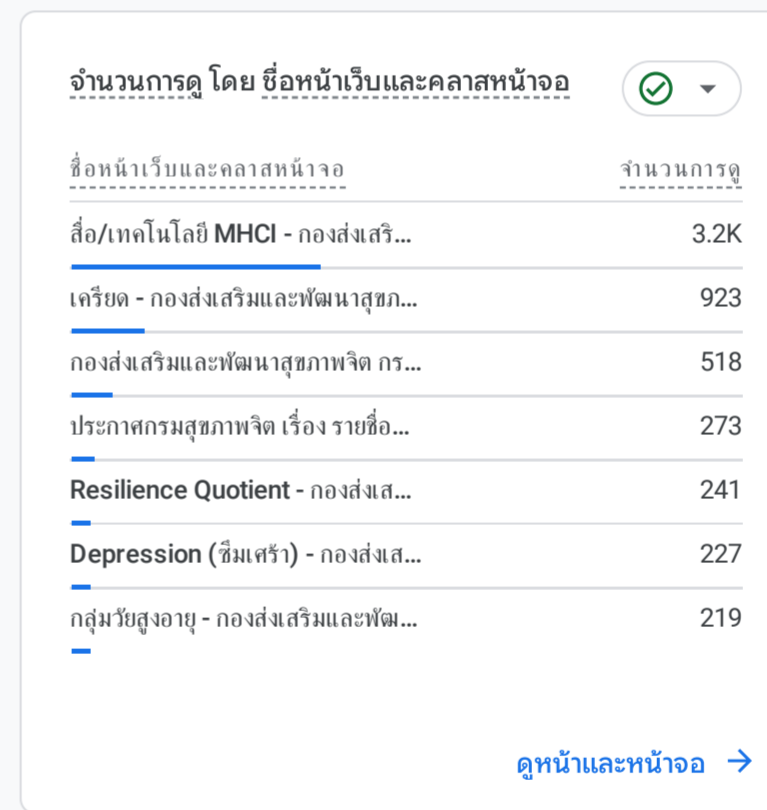 จำนวนการดู โดย ชื่อหน้าเว็บและคลาสหน้าจอ
ชื่อหน้าเว็บและคลาสหน้าจอ จำนวนการดู
สื่อ/เทคโนโลยี MHCI - กองส่งเสริ... 3.2K
เครียด - กองส่งเสริมและพัฒนาสุขภ... 923
กองส่งเสริมและพัฒนาสุขภาพจิต กร... 518
ประกาศกรมสุขภาพจิต เรื่อง รายชื่อ... 273
Resilience Quotient - กองส่งเส... 241
Depression (ซึมเศร้า) - กองส่งเส... 227
กลุ่มวัยสูงอายุ - กองส่งเสริมและพัฒ... 219
ดูหน้าและหน้าจอ